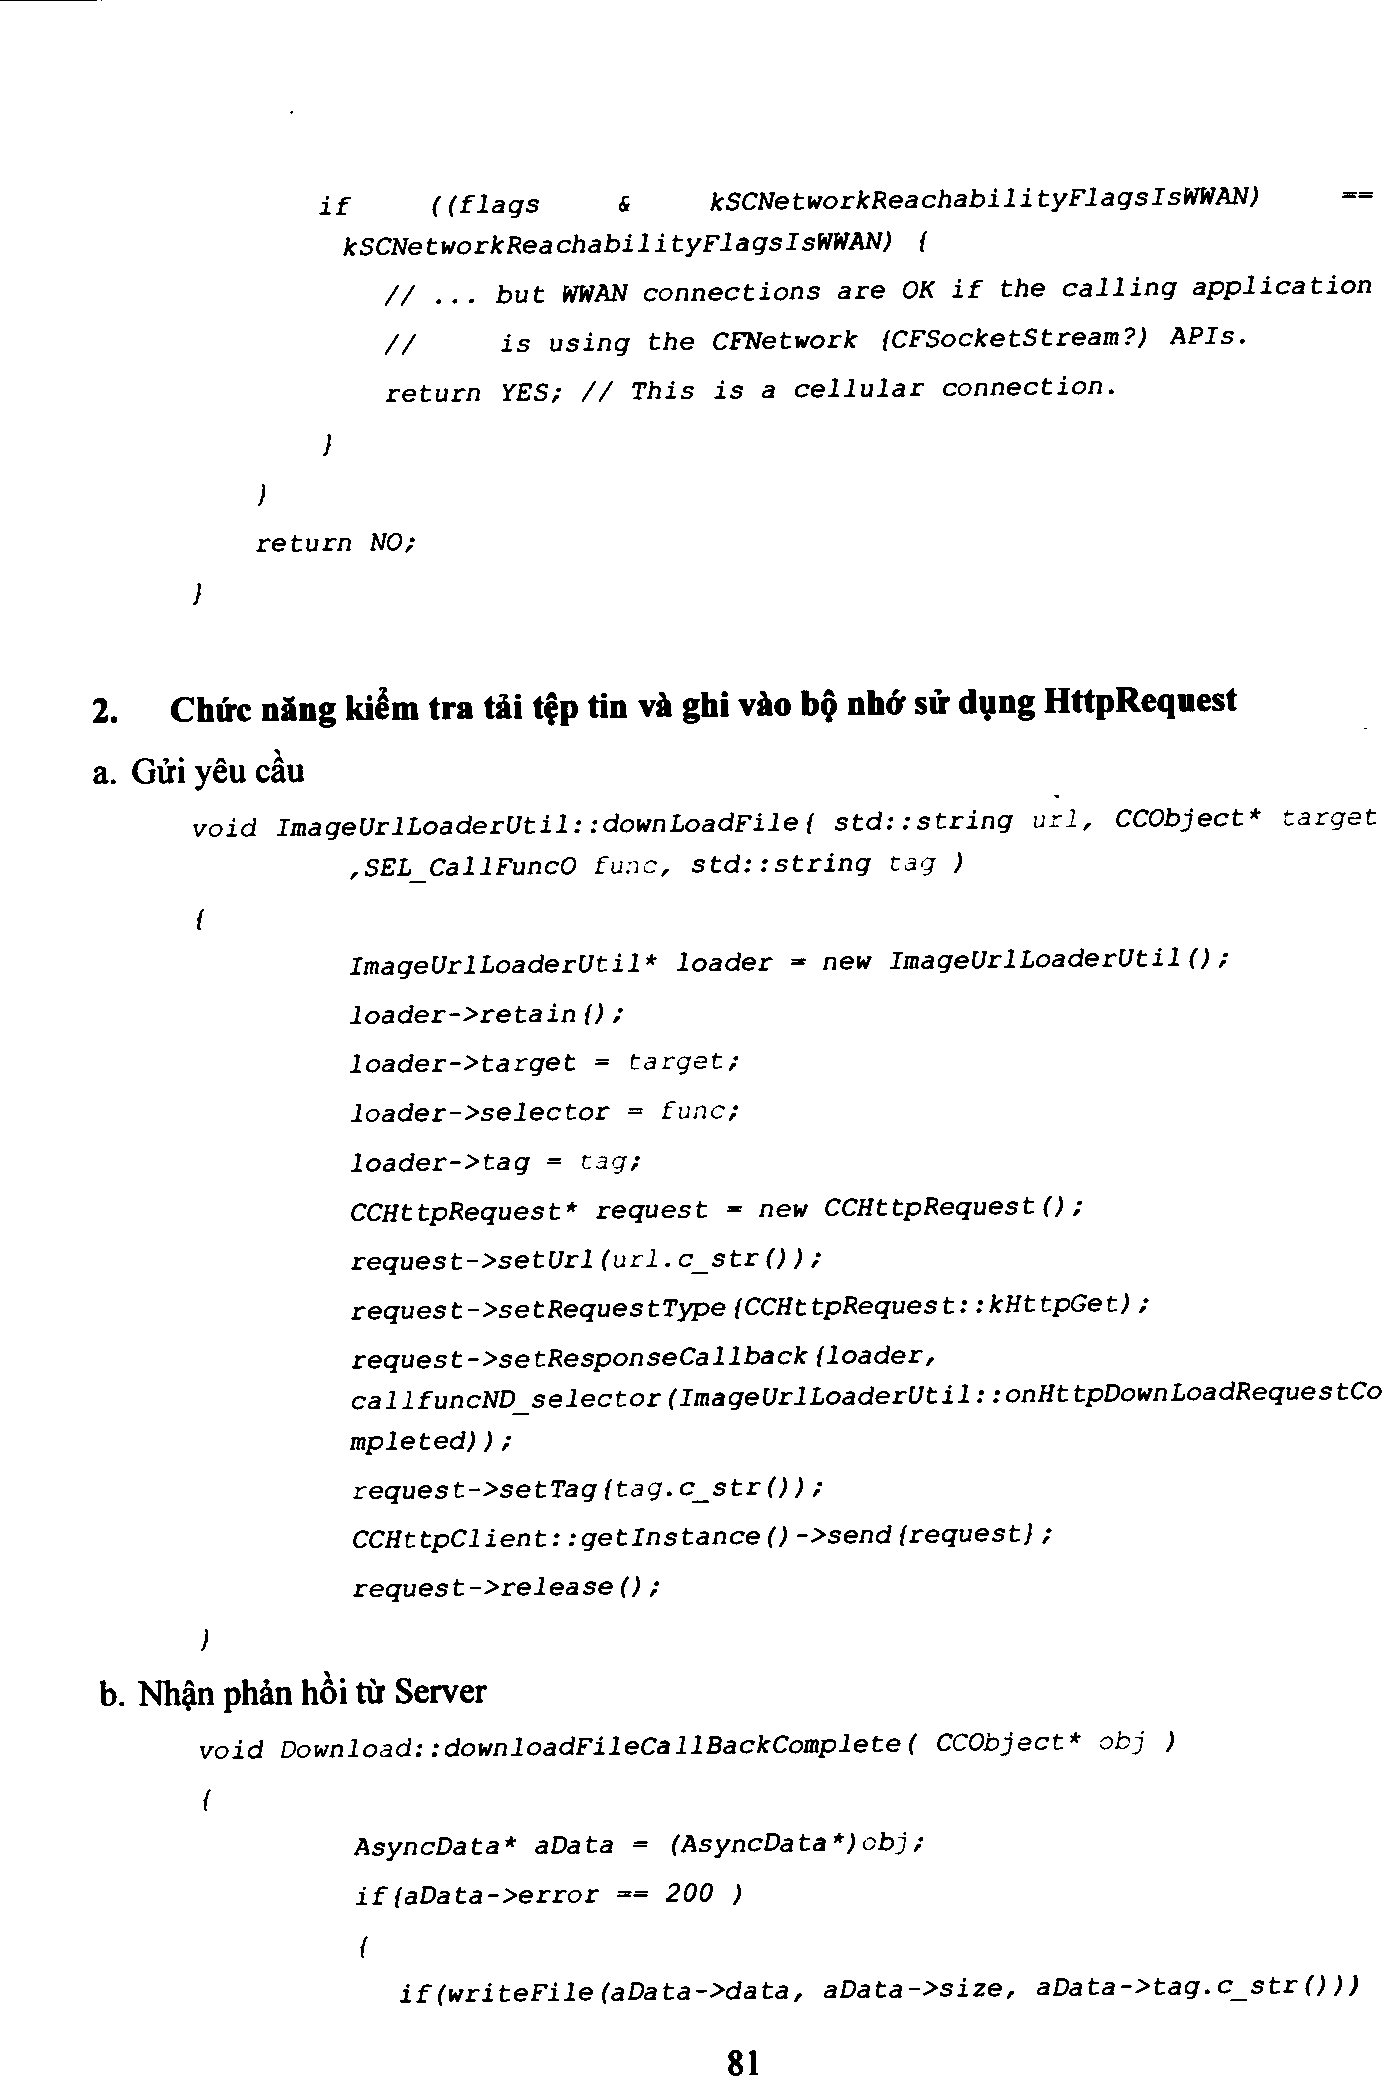 if ((flags & kSCNetworkReachabilityFlagsIsWWAN) ==
kSCNetworkReachabilityFlagsIsWWAN) {
// ... but WWAN connections are OK if the calling application
// is using the CFNetwork (CFSocketStream?) APIs.
return YES; // This is a cellular connection.
}
}
return NO;
}
2. Chức năng kiểm tra tải tệp tin và ghi vào bộ nhớ sử dụng HttpRequest
a. Gửi yêu cầu
void ImageUrlLoaderUtil::downLoadFile( std::string url, CCObject* target
,SEL_CallFuncO func, std::string tag )
{
ImageUrlLoaderUtil* loader = new ImageUrlLoaderUtil();
loader->retain();
loader->target = target;
loader->selector = func;
loader->tag = tag;
CCHttpRequest* request = new CCHttpRequest();
request->setUrl(url.c_str());
request->setRequestType(CCHttpRequest::kHttpGet);
request->setResponseCallback(loader,
callfuncND_selector(ImageUrlLoaderUtil::onHttpDownLoadRequestCo
mpleted));
request->setTag(tag.c_str());
CCHttpClient::getInstance()->send(request);
request->release();
}
b. Nhận phản hồi từ Server
void Download::downloadFileCallBackComplete( CCObject* obj )
{
AsyncData* aData = (AsyncData*)obj;
if(aData->error == 200 )
{
if(writeFile(aData->data, aData->size, aData->tag.c_str()))
81